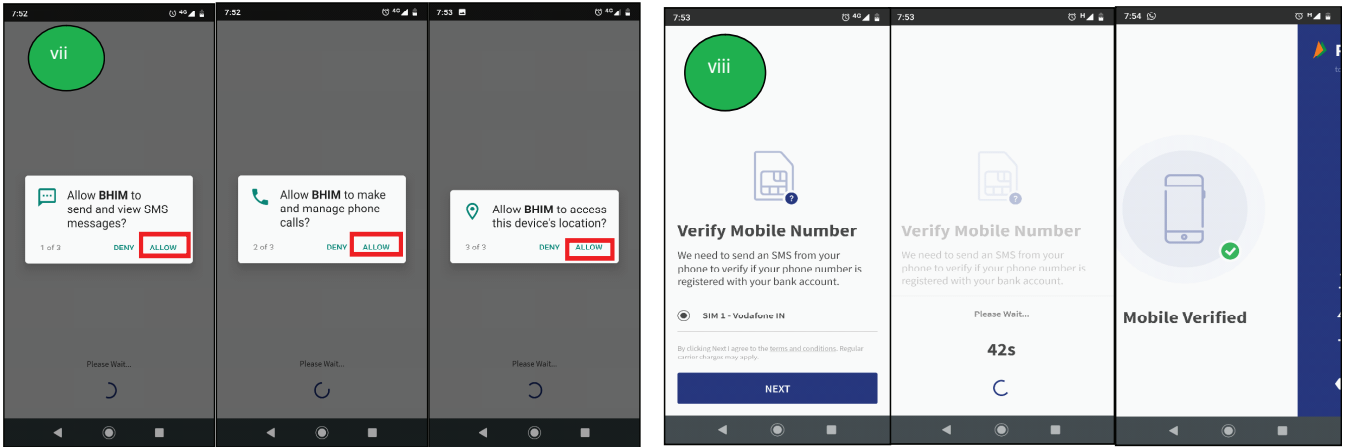 7:52 4G
vii
Allow BHIM to
send and view SMS
messages?
1 of 3 DENY ALLOW
Please Wait...
7:52 4G
Allow BHIM to make
and manage phone
calls?
2 of 3 DENY ALLOW
Please Wait...
7:53 4G
Allow BHIM to access
this device's location?
3 of 3 DENY ALLOW
Please Wait...
7:53 4G
viii
?
Verify Mobile Number
We need to send an SMS from your
phone to verify if your phone number is
registered with your bank account.
SIM 1 - Vodafone IN
By clicking Next I agree to the terms and conditions. Regular
carrier charges may apply.
NEXT
7:53 H
?
Verify Mobile Number
We need to send an SMS from your
phone to verify if your phone number is
registered with your bank account.
Please Wait...
42s
7:54 H
Mobile Verified